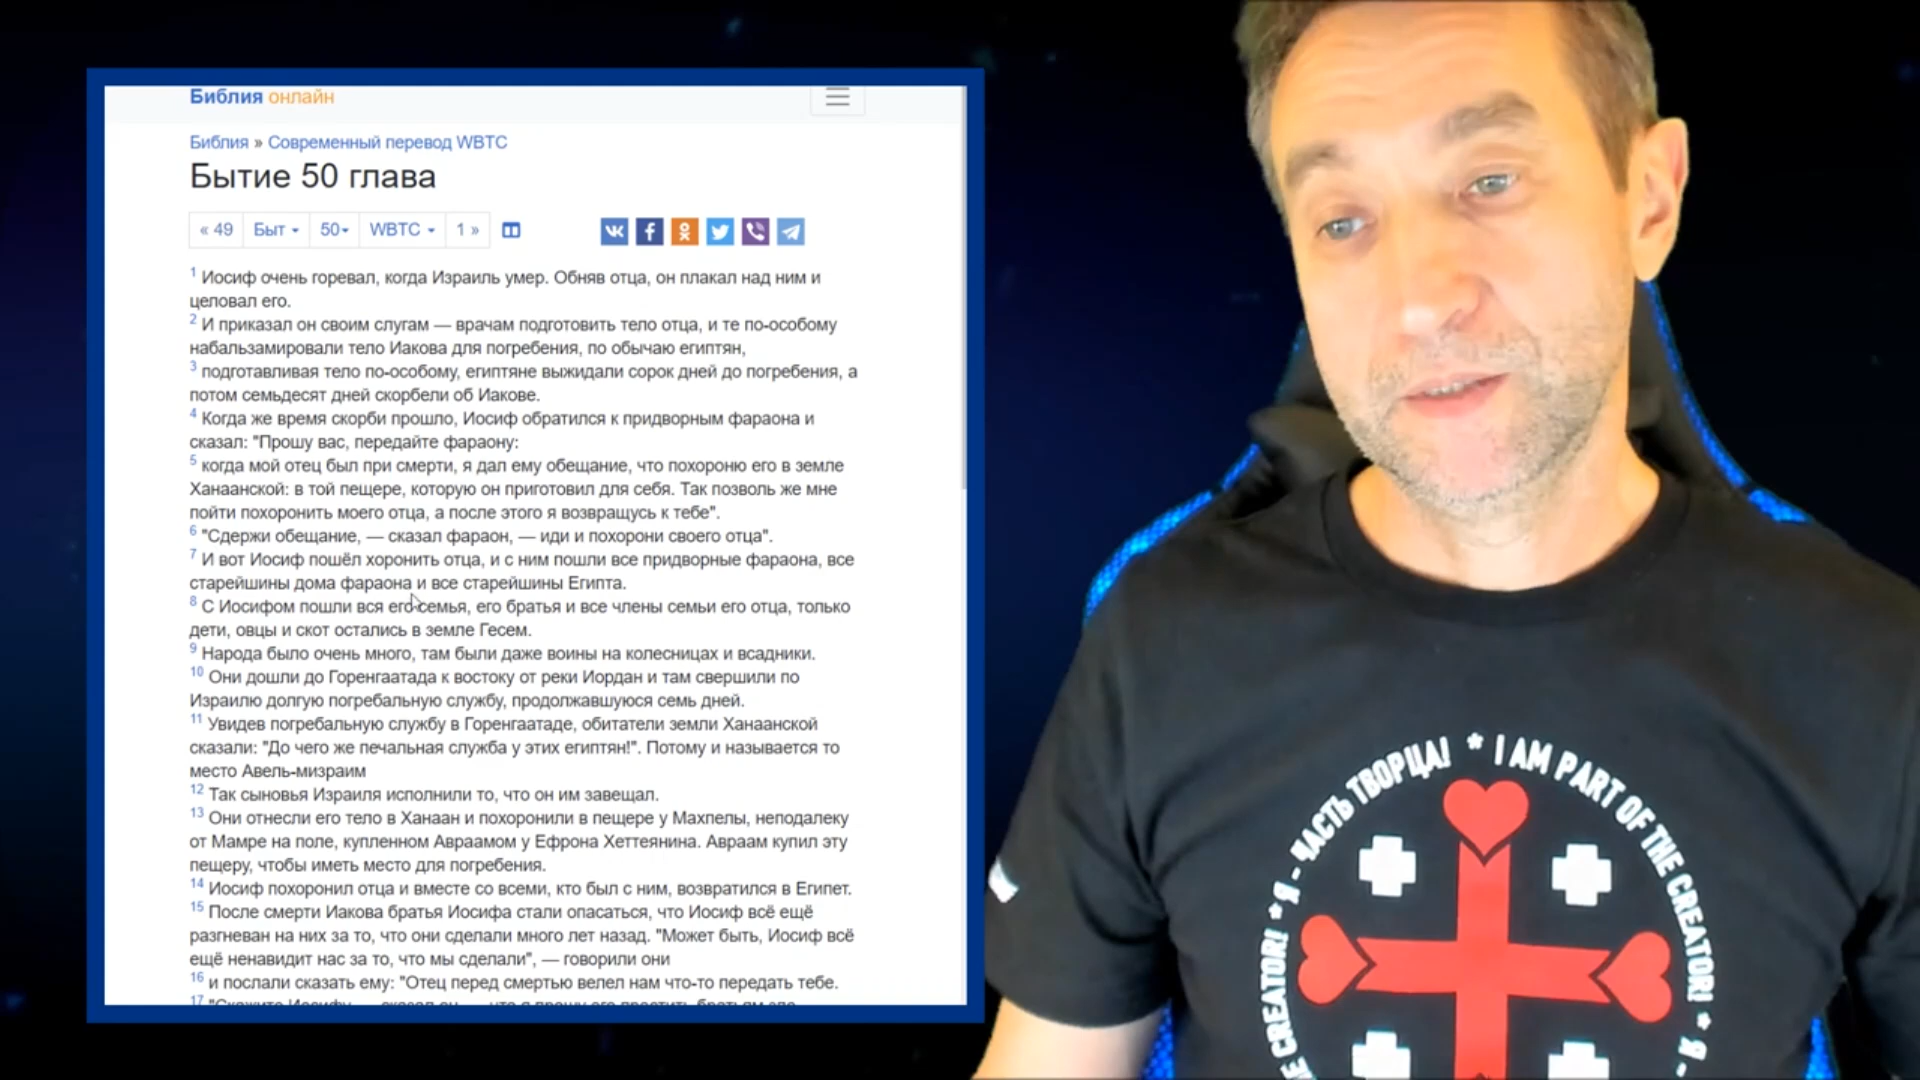 Библия онлайн
Библия » Современный перевод WBTC
Бытие 50 глава
« 49 Быт 50 WBTC 1 »
1 Иосиф очень горевал, когда Израиль умер. Обняв отца, он плакал над ним и
целовал его.
2 И приказал он своим слугам — врачам подготовить тело отца, и те по-особому
набальзамировали тело Иакова для погребения, по обычаю египтян,
3 подготавливая тело по-особому, египтяне выжидали сорок дней до погребения, а
потом семьдесят дней скорбели об Иакове.
4 Когда же время скорби прошло, Иосиф обратился к придворным фараона и
сказал: "Прошу вас, передайте фараону:
5 когда мой отец был при смерти, я дал ему обещание, что похороню его в земле
Ханаанской: в той пещере, которую он приготовил для себя. Так позволь же мне
пойти похоронить моего отца, а после этого я возвращусь к тебе".
6 "Сдержи обещание, — сказал фараон, — иди и похорони своего отца".
7 И вот Иосиф пошёл хоронить отца, и с ним пошли все придворные фараона, все
старейшины дома фараона и все старейшины Египта.
8 С Иосифом пошли вся его семья, его братья и все члены семьи его отца, только
дети, овцы и скот остались в земле Гесем.
9 Народа было очень много, там были даже воины на колесницах и всадники.
10 Они дошли до Горенгаатада к востоку от реки Иордан и там свершили по
Израилю долгую погребальную службу, продолжавшуюся семь дней.
11 Увидев погребальную службу в Горенгаатаде, обитатели земли Ханаанской
сказали: "До чего же печальная служба у этих египтян!". Потому и называется то
место Авель-мизраим
12 Так сыновья Израиля исполнили то, что он им завещал.
13 Они отнесли его тело в Ханаан и похоронили в пещере у Махпелы, неподалеку
от Мамре на поле, купленном Авраамом у Ефрона Хеттеянина. Авраам купил эту
пещеру, чтобы иметь место для погребения.
14 Иосиф похоронил отца и вместе со всеми, кто был с ним, возвратился в Египет.
15 После смерти Иакова братья Иосифа стали опасаться, что Иосиф всё ещё
разгневан на них за то, что они сделали много лет назад. "Может быть, Иосиф всё
ещё ненавидит нас за то, что мы сделали", — говорили они
16 и послали сказать ему: "Отец перед смертью велел нам что-то передать тебе.
17 "Скажите Иосифу, — сказал он, — что я прошу его простить братьям зло,
* Я - ЧАСТЬ ТВОРЦА! * I AM PART OF THE CREATOR! * Я -
E CREATOR!